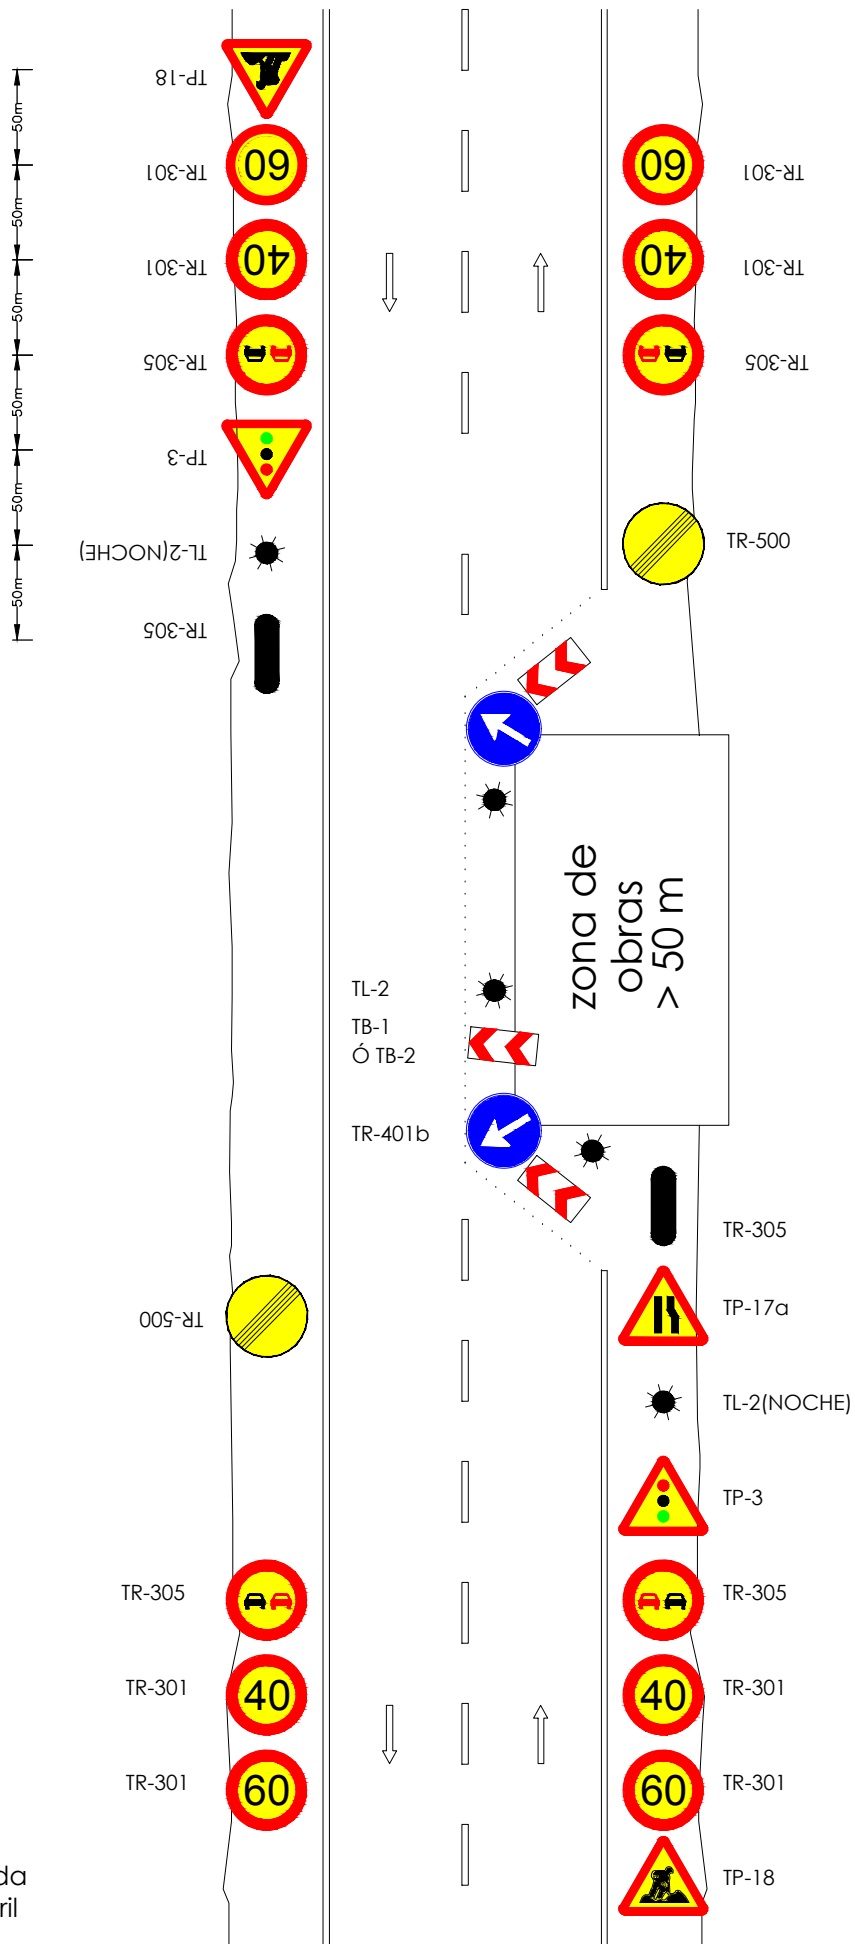 TP-18
50m
60
TR-301
60
TR-301
50m
40
TR-301
40
TR-301
50m
TR-305
TR-305
50m
TP-3
50m
TL-2(NOCHE)
TR-500
50m
TR-305
zona de
obras
> 50 m
TL-2
TB-1
Ó TB-2
TR-401b
TR-305
TP-17a
TR-500
TL-2(NOCHE)
TP-3
TR-305
TR-305
TR-301
40
40
TR-301
TR-301
60
60
TR-301
TP-18
da
ril